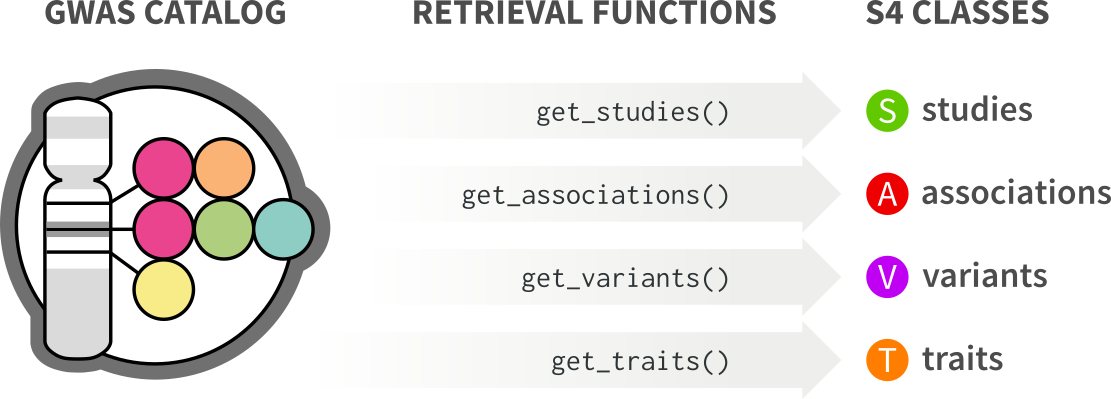 GWAS CATALOG
RETRIEVAL FUNCTIONS
S4 CLASSES
get_studies()
S studies
get_associations()
A associations
get_variants()
V variants
get_traits()
T traits